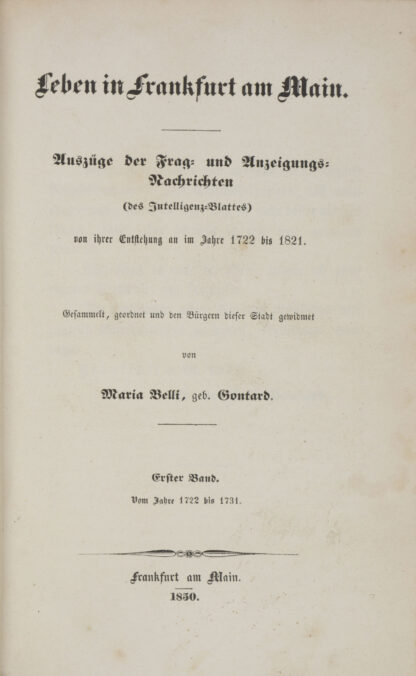 Leben in Frankfurt am Main.
Auszüge der Frag- und Anzeigungs-
Nachrichten
(des Intelligenz-Blattes)
von ihrer Entstehung an im Jahre 1722 bis 1821.
Gesammelt, geordnet und den Bürgern dieser Stadt gewidmet
von
Maria Belli, geb. Gontard.
Erster Band.
Vom Jahre 1722 bis 1731.
Frankfurt am Main.
1850.